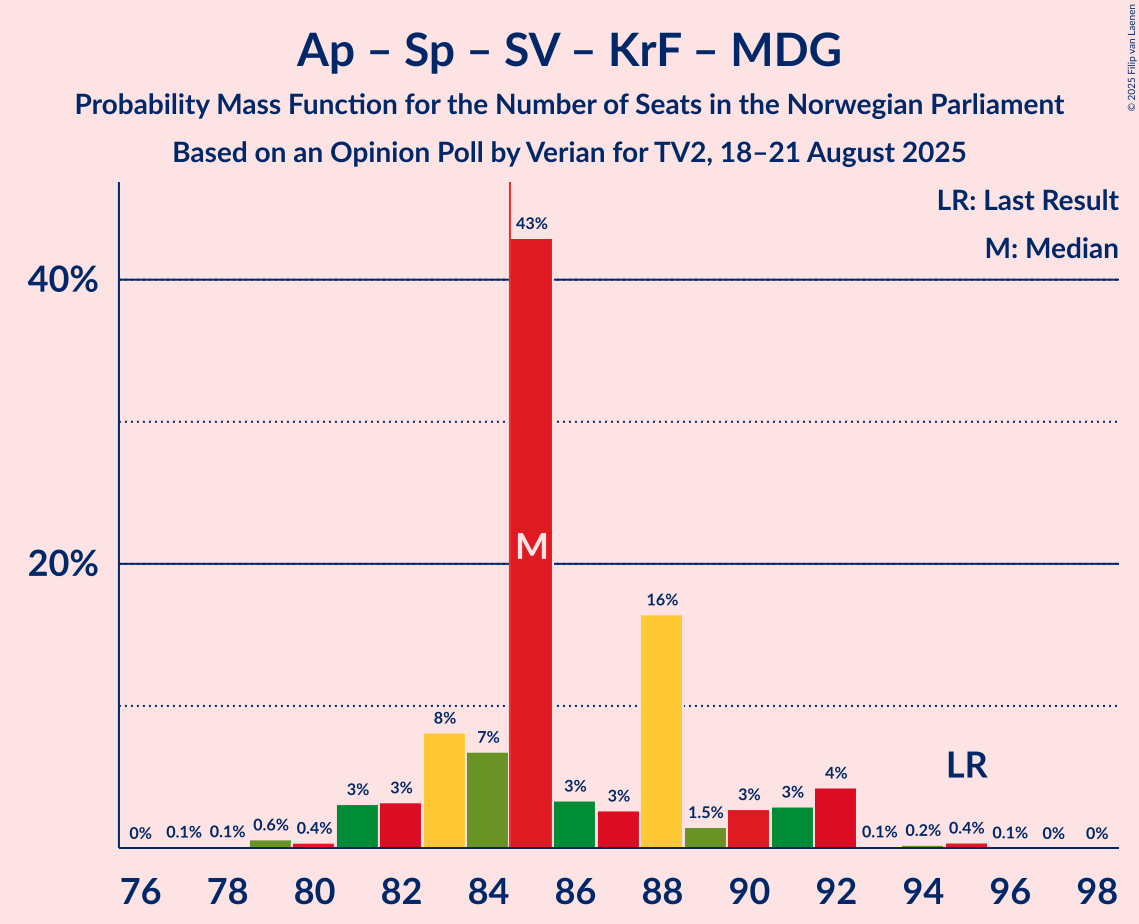 Ap – Sp – SV – KrF – MDG
Probability Mass Function for the Number of Seats in the Norwegian Parliament
Based on an Opinion Poll by Verian for TV2, 18–21 August 2025
© 2025 Filip van Laenen
LR: Last Result
M: Median
43%
40%
M
20%
16%
8%
7%
LR
4%
3%
3%
3%
3%
3%
3%
1.5%
0.6%
0.4%
0%
0.1%
0.1%
0.1%
0.2%
0.4%
0.1%
0%
0%
76 78 80 82 84 86 88 90 92 94 96 98